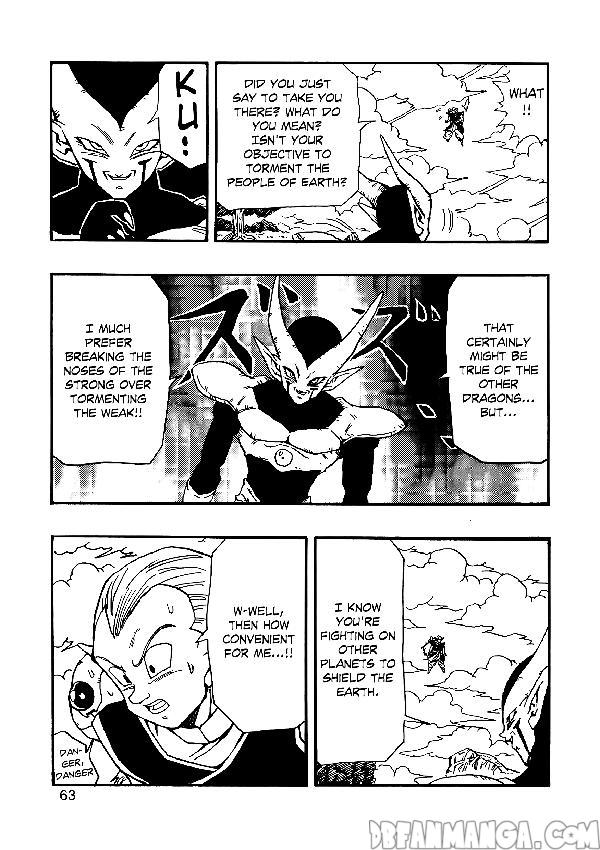 WHAT
!!
DID YOU JUST
SAY TO TAKE YOU
THERE? WHAT DO
YOU MEAN?
ISN'T YOUR
OBJECTIVE TO
TORMENT THE
PEOPLE OF EARTH?
KU...
THAT
CERTAINLY
MIGHT BE
TRUE OF THE
OTHER
DRAGONS...
BUT...
ズズ
I MUCH
PREFER
BREAKING THE
NOSES OF THE
STRONG OVER
TORMENTING
THE WEAK!!
I KNOW
YOU'RE
FIGHTING ON
OTHER
PLANETS TO
SHIELD THE
EARTH.
W-WELL,
THEN HOW
CONVENIENT
FOR ME...!!
DAN-
GER,
DANGER
63
DBFANMANGA.COM